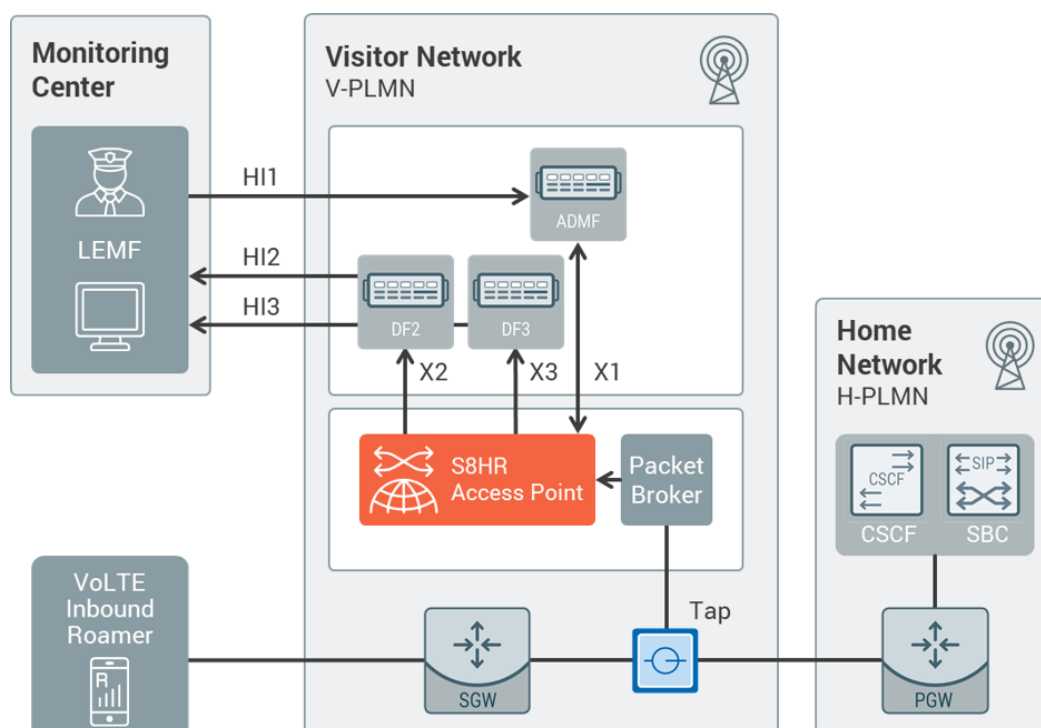 Monitoring
Center
LEMF
HI1
HI2
HI3
Visitor Network
V-PLMN
ADMF
DF2
DF3
X2
X3
X1
S8HR
Access Point
Packet
Broker
Tap
SGW
VoLTE
Inbound
Roamer
R
Home
Network
H-PLMN
CSCF
SIP
CSCF
SBC
PGW